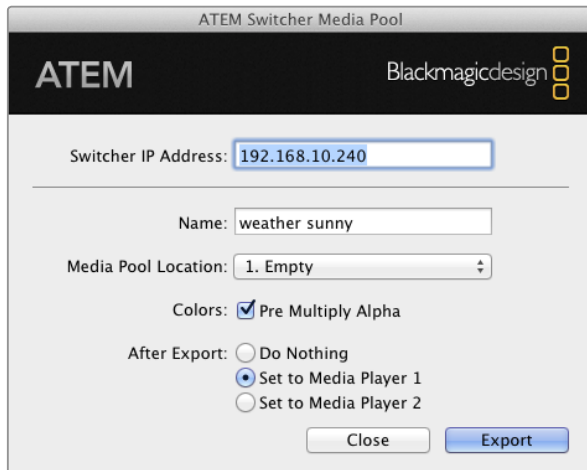 ATEM Switcher Media Pool
ATEM
Blackmagicdesign
Switcher IP Address: 192.168.10.240
Name: weather sunny
Media Pool Location: 1. Empty
Colors: Pre Multiply Alpha
After Export: Do Nothing
Set to Media Player 1
Set to Media Player 2
Close Export